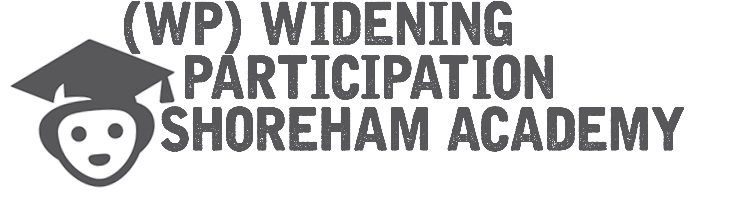 (WP) WIDENING
PARTICIPATION
SHOREHAM ACADEMY